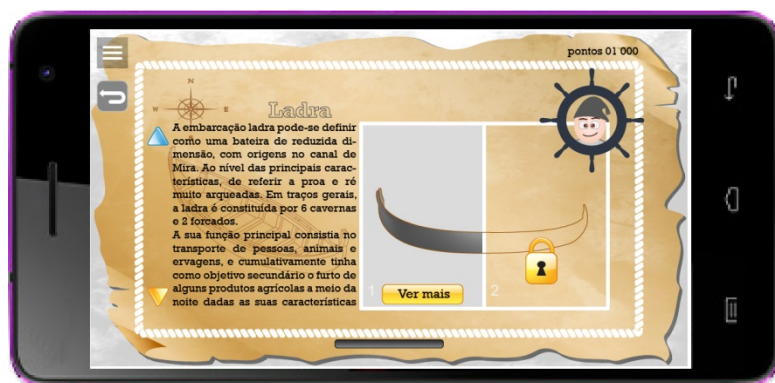 pontos 01 000
N
W
E
Ladra
A embarcação ladra pode-se definir
como uma bateira de reduzida di-
mensão, com origens no canal de
Mira. Ao nível das principais carac-
terísticas, de referir a proa e ré
muito arqueadas. Em traços gerais,
a ladra é constituída por 6 cavernas
e 2 forcados.
A sua função principal consistia no
transporte de pessoas, animais e
ervagens, e cumulativamente tinha
como objetivo secundário o furto de
alguns produtos agrícolas a meio da
noite dadas as suas características
1
Ver mais
2